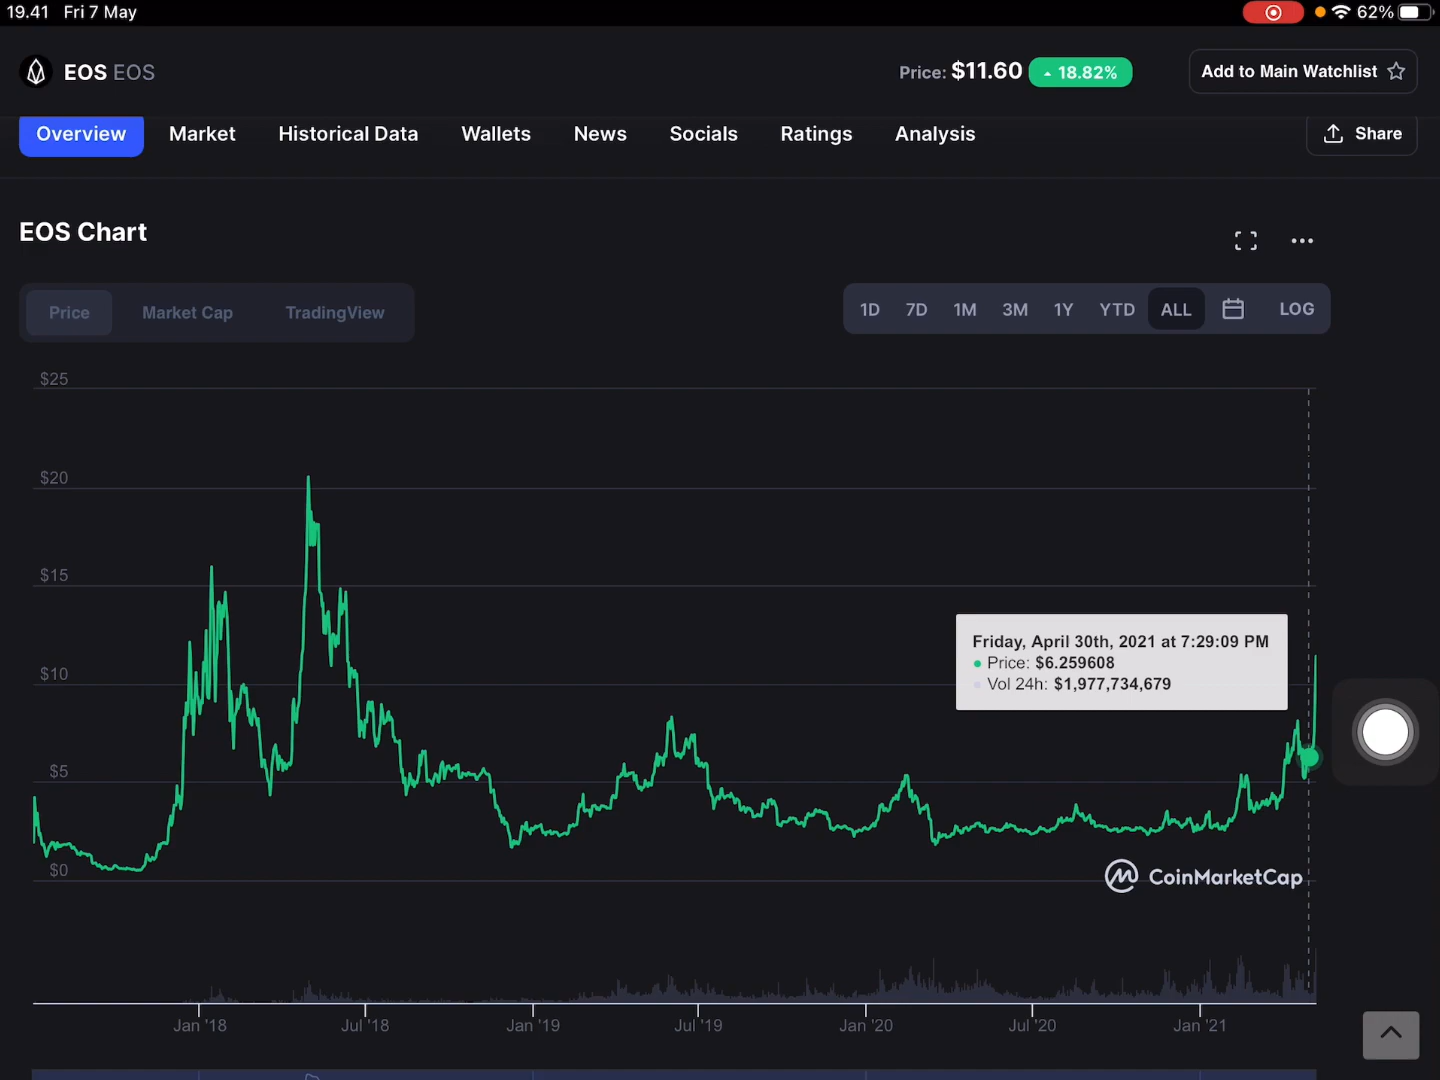 19.41 Fri 7 May
62%
EOS EOS
Price: $11.60 18.82%
Add to Main Watchlist
Overview Market Historical Data Wallets News Socials Ratings Analysis
Share
EOS Chart
Price Market Cap TradingView
1D 7D 1M 3M 1Y YTD ALL LOG
$25
$20
$15
$10
$5
$0
Friday, April 30th, 2021 at 7:29:09 PM
Price: $6.259608
Vol 24h: $1,977,734,679
CoinMarketCap
Jan '18 Jul '18 Jan '19 Jul '19 Jan '20 Jul '20 Jan '21